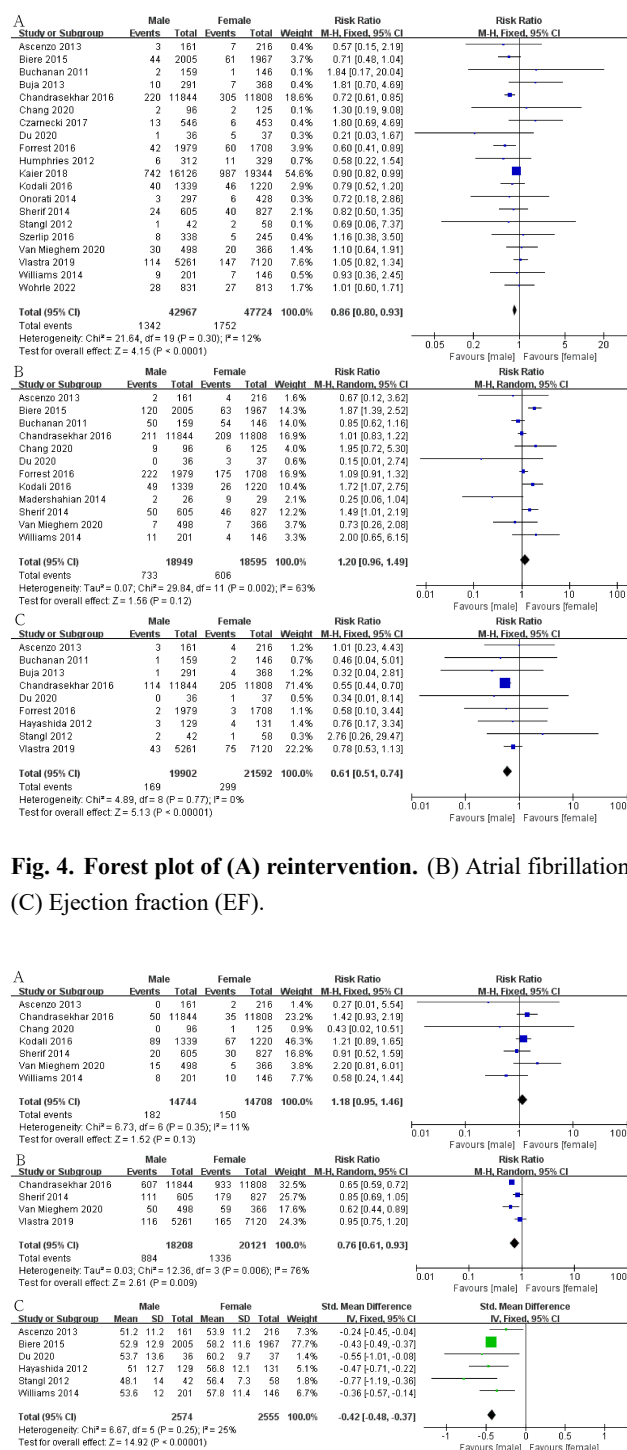 A
Male Female Risk Ratio Risk Ratio
Study or Subgroup Events Total Events Total Weight M-H, Fixed, 95% CI M-H, Fixed, 95% CI
Ascenzo 2013 3 161 7 216 0.4% 0.57 [0.15, 2.19]
Biere 2015 44 2005 61 1967 4.3% 0.71 [0.48, 1.04]
Buchanan 2011 2 159 1 146 0.1% 1.84 [0.17, 20.04]
Buja 2013 10 291 7 368 0.4% 1.81 [0.70, 4.69]
Chandrasekhar 2016 220 11844 305 11808 18.6% 0.72 [0.61, 0.85]
Chang 2020 2 96 2 125 0.1% 1.30 [0.19, 9.08]
Czarnecki 2017 13 546 6 453 0.4% 1.80 [0.69, 4.69]
Du 2020 1 36 5 37 0.3% 0.21 [0.03, 1.67]
Forrest 2016 42 1979 60 1708 3.9% 0.60 [0.41, 0.89]
Humphries 2012 6 312 11 329 0.7% 0.58 [0.22, 1.54]
Kaier 2018 742 16126 987 19344 54.6% 0.90 [0.82, 0.99]
Kodali 2016 40 1339 46 1220 2.9% 0.79 [0.52, 1.20]
Onorati 2014 3 297 6 428 0.3% 0.72 [0.18, 2.86]
Sherif 2014 24 605 40 827 2.1% 0.82 [0.50, 1.35]
Stangl 2012 1 42 2 58 0.1% 0.69 [0.06, 7.37]
Szerlip 2016 8 338 5 245 0.4% 1.16 [0.38, 3.50]
Van Mieghem 2020 30 498 20 366 1.4% 1.10 [0.64, 1.91]
Vlastra 2019 114 5261 147 7120 7.6% 1.05 [0.82, 1.34]
Williams 2014 9 201 7 146 0.5% 0.93 [0.36, 2.45]
Wohrle 2022 28 831 27 813 1.7% 1.01 [0.60, 1.71]
Total (95% CI) 42967 47724 100.0% 0.86 [0.80, 0.93]
Total events 1342 1752
Heterogeneity: Chi² = 21.64, df = 19 (P = 0.30); I² = 12%
Test for overall effect: Z = 4.15 (P < 0.0001)
0.05 0.2 1 5 20
Favours [male] Favours [female]
B
Male Female Risk Ratio Risk Ratio
Study or Subgroup Events Total Events Total Weight M-H, Random, 95% CI M-H, Random, 95% CI
Ascenzo 2013 2 161 4 216 1.6% 0.67 [0.12, 3.62]
Biere 2015 120 2005 63 1967 14.3% 1.87 [1.39, 2.52]
Buchanan 2011 50 159 54 146 14.0% 0.85 [0.62, 1.16]
Chandrasekhar 2016 211 11844 209 11808 16.9% 1.01 [0.83, 1.22]
Chang 2020 9 96 6 125 4.0% 1.95 [0.72, 5.30]
Du 2020 0 36 3 37 0.6% 0.15 [0.01, 2.74]
Forrest 2016 222 1979 175 1708 17.0% 1.09 [0.91, 1.32]
Kodali 2016 49 1339 26 1220 11.0% 1.72 [1.07, 2.75]
Madershahian 2014 2 26 9 29 2.1% 0.25 [0.06, 1.04]
Sherif 2014 50 605 46 827 12.9% 1.49 [1.01, 2.19]
Van Mieghem 2020 7 498 7 366 3.7% 0.73 [0.26, 2.08]
Williams 2014 11 201 4 146 3.2% 2.00 [0.65, 6.15]
Total (95% CI) 18949 18595 100.0% 1.20 [0.96, 1.49]
Total events 733 606
Heterogeneity: Tau² = 0.07; Chi² = 29.84, df = 11 (P = 0.002); I² = 63%
Test for overall effect: Z = 1.56 (P = 0.12)
0.01 0.1 1 10 100
Favours [male] Favours [female]
C
Male Female Risk Ratio Risk Ratio
Study or Subgroup Events Total Events Total Weight M-H, Fixed, 95% CI M-H, Fixed, 95% CI
Ascenzo 2013 3 161 4 216 1.2% 1.01 [0.23, 4.43]
Buchanan 2011 1 159 2 146 0.7% 0.46 [0.04, 5.01]
Buja 2013 1 291 4 368 1.2% 0.32 [0.04, 2.81]
Chandrasekhar 2016 114 11844 205 11808 71.4% 0.55 [0.44, 0.70]
Du 2020 0 36 1 37 0.5% 0.34 [0.01, 8.14]
Forrest 2016 2 1979 3 1708 1.1% 0.58 [0.10, 3.44]
Hayashida 2012 3 129 4 131 1.4% 0.76 [0.17, 3.34]
Stangl 2012 2 42 1 58 0.3% 2.76 [0.26, 29.47]
Vlastra 2019 43 5261 75 7120 22.2% 0.78 [0.53, 1.13]
Total (95% CI) 19902 21592 100.0% 0.61 [0.51, 0.74]
Total events 169 299
Heterogeneity: Chi² = 4.89, df = 8 (P = 0.77); I² = 0%
Test for overall effect: Z = 5.13 (P < 0.00001)
0.01 0.1 1 10 100
Favours [male] Favours [female]
Fig. 4. Forest plot of (A) reintervention. (B) Atrial fibrillation
(C) Ejection fraction (EF).
A
Male Female Risk Ratio Risk Ratio
Study or Subgroup Events Total Events Total Weight M-H, Fixed, 95% CI M-H, Fixed, 95% CI
Ascenzo 2013 0 161 2 216 1.4% 0.27 [0.01, 5.54]
Chandrasekhar 2016 50 11844 35 11808 23.2% 1.42 [0.93, 2.19]
Chang 2020 0 96 1 125 0.9% 0.43 [0.02, 10.51]
Kodali 2016 89 1339 67 1220 46.4% 1.21 [0.89, 1.65]
Sherif 2014 20 605 30 827 16.8% 0.91 [0.52, 1.59]
Van Mieghem 2020 15 498 5 366 3.8% 2.20 [0.81, 6.01]
Williams 2014 8 201 10 146 7.7% 0.58 [0.24, 1.44]
Total (95% CI) 14744 14708 100.0% 1.18 [0.95, 1.46]
Total events 182 150
Heterogeneity: Chi² = 6.73, df = 6 (P = 0.35); I² = 11%
Test for overall effect: Z = 1.52 (P = 0.13)
0.01 0.1 1 10 100
Favours [male] Favours [female]
B
Male Female Risk Ratio Risk Ratio
Study or Subgroup Events Total Events Total Weight M-H, Random, 95% CI M-H, Random, 95% CI
Chandrasekhar 2016 607 11844 933 11808 32.5% 0.65 [0.59, 0.72]
Sherif 2014 111 605 179 827 25.7% 0.85 [0.69, 1.05]
Van Mieghem 2020 50 498 59 366 17.5% 0.62 [0.44, 0.89]
Vlastra 2019 116 5261 165 7120 24.3% 0.95 [0.75, 1.20]
Total (95% CI) 18208 20121 100.0% 0.76 [0.61, 0.93]
Total events 884 1336
Heterogeneity: Tau² = 0.03; Chi² = 12.36, df = 3 (P = 0.006); I² = 76%
Test for overall effect: Z = 2.61 (P = 0.009)
0.01 0.1 1 10 100
Favours [male] Favours [female]
C
Male Female Std. Mean Difference Std. Mean Difference
Study or Subgroup Mean SD Total Mean SD Total Weight IV, Fixed, 95% CI IV, Fixed, 95% CI
Ascenzo 2013 51.2 11.2 161 53.9 11.2 216 7.3% -0.24 [-0.45, -0.04]
Biere 2015 52.9 12.9 2005 58.2 11.6 1967 77.7% -0.43 [-0.49, -0.37]
Du 2020 53.7 13.6 36 60.2 9.7 37 1.4% -0.55 [-1.01, -0.08]
Hayashida 2012 51 12.7 129 56.8 12.1 131 5.1% -0.47 [-0.71, -0.22]
Stangl 2012 48.1 14 42 56.4 7.3 58 1.8% -0.77 [-1.19, -0.36]
Williams 2014 53.6 12 201 57.8 11.4 146 6.7% -0.36 [-0.57, -0.14]
Total (95% CI) 2574 2555 100.0% -0.42 [-0.48, -0.37]
Heterogeneity: Chi² = 6.67, df = 5 (P = 0.25); I² = 25%
Test for overall effect: Z = 14.92 (P < 0.00001)
-1 -0.5 0 0.5 1
Favours [male] Favours [female]